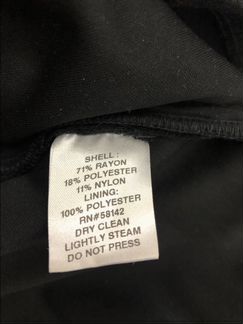 SHELL:
71% RAYON
18% POLYESTER
11% NYLON
LINING:
100% POLYESTER
RN#58142
DRY CLEAN
LIGHTLY STEAM
DO NOT PRESS